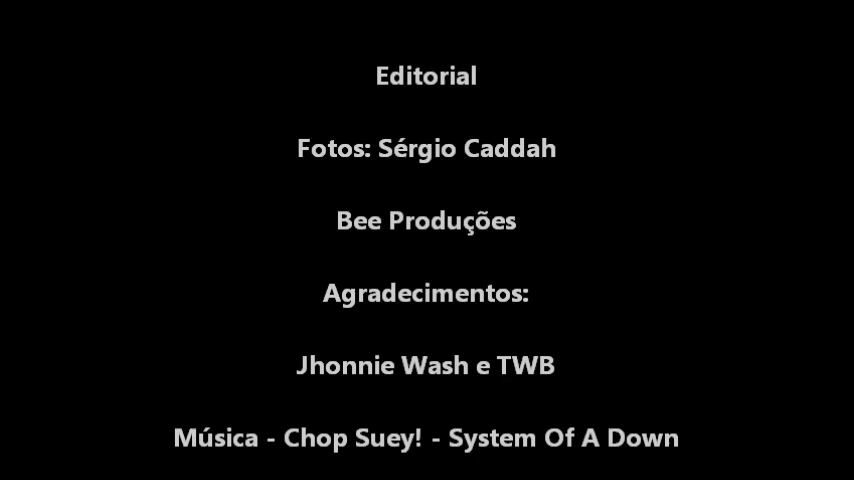 Editorial
Fotos: Sérgio Caddah
Bee Produções
Agradecimentos:
Jhonnie Wash e TWB
Música - Chop Suey! - System Of A Down